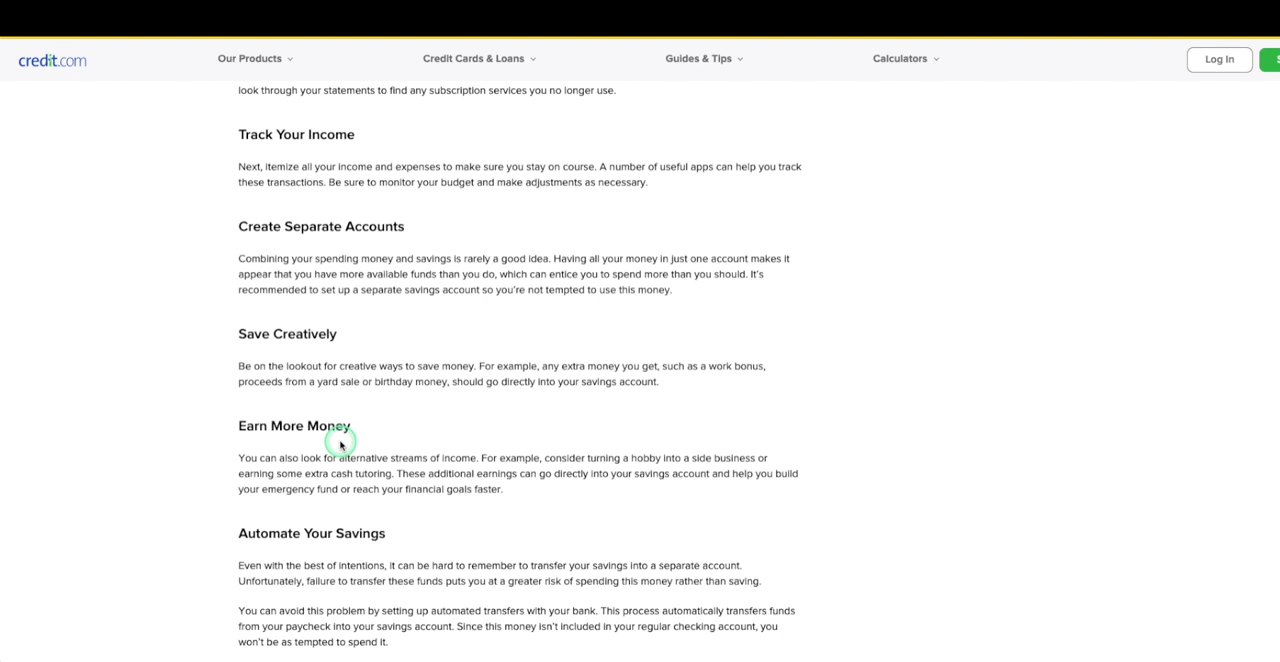 credit.com
Our Products
Credit Cards & Loans
Guides & Tips
Calculators
Log In
look through your statements to find any subscription services you no longer use.
Track Your Income
Next, itemize all your income and expenses to make sure you stay on course. A number of useful apps can help you track
these transactions. Be sure to monitor your budget and make adjustments as necessary.
Create Separate Accounts
Combining your spending money and savings is rarely a good idea. Having all your money in just one account makes it
appear that you have more available funds than you do, which can entice you to spend more than you should. It's
recommended to set up a separate savings account so you're not tempted to use this money.
Save Creatively
Be on the lookout for creative ways to save money. For example, any extra money you get, such as a work bonus,
proceeds from a yard sale or birthday money, should go directly into your savings account.
Earn More Money
You can also look for alternative streams of income. For example, consider turning a hobby into a side business or
earning some extra cash tutoring. These additional earnings can go directly into your savings account and help you build
your emergency fund or reach your financial goals faster.
Automate Your Savings
Even with the best of intentions, it can be hard to remember to transfer your savings into a separate account.
Unfortunately, failure to transfer these funds puts you at a greater risk of spending this money rather than saving.
You can avoid this problem by setting up automated transfers with your bank. This process automatically transfers funds
from your paycheck into your savings account. Since this money isn't included in your regular checking account, you
won't be as tempted to spend it.